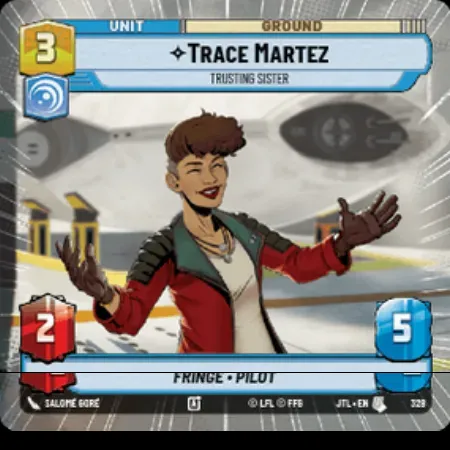 UNIT GROUND
3
TRACE MARTEZ
TRUSTING SISTER
2 5
FRINGE • PILOT
SALOMÉ GORÉ © LFL © FFG JTL • EN 328